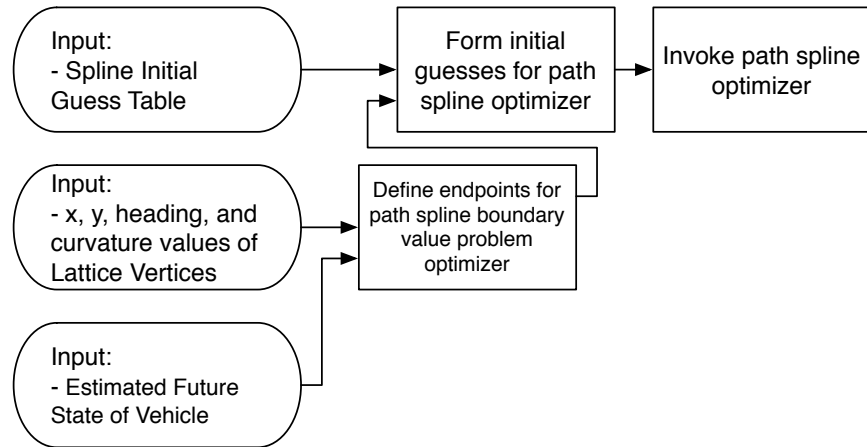 Input:
- Spline Initial
Guess Table
Form initial
guesses for path
spline optimizer
Invoke path spline
optimizer
Input:
- x, y, heading, and
curvature values of
Lattice Vertices
Define endpoints for
path spline boundary
value problem
optimizer
Input:
- Estimated Future
State of Vehicle